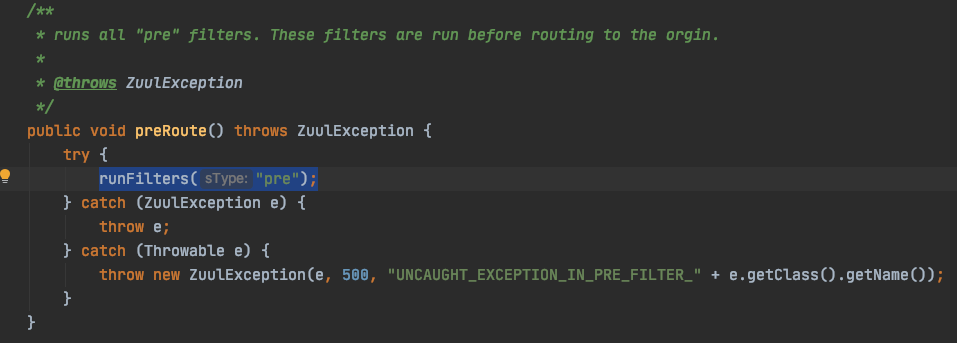 /**
 * runs all "pre" filters. These filters are run before routing to the orgin.
 *
 * @throws ZuulException
 */
public void preRoute() throws ZuulException {
    try {
        runFilters( sType: "pre");
    } catch (ZuulException e) {
        throw e;
    } catch (Throwable e) {
        throw new ZuulException(e, 500, "UNCAUGHT_EXCEPTION_IN_PRE_FILTER_" + e.getClass().getName());
    }
}